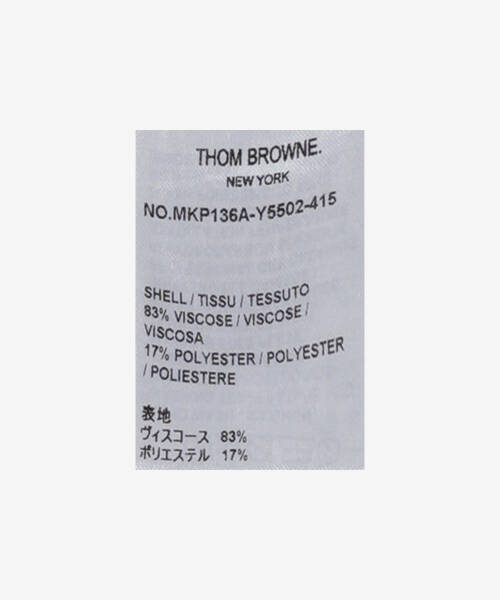 THOM BROWNE.
NEW YORK
NO.MKP136A-Y5502-415
SHELL / TISSU / TESSUTO
83% VISCOSE / VISCOSE /
VISCOSA
17% POLYESTER / POLYESTER
/ POLIESTERE
表地
ヴィスコース 83%
ポリエステル 17%